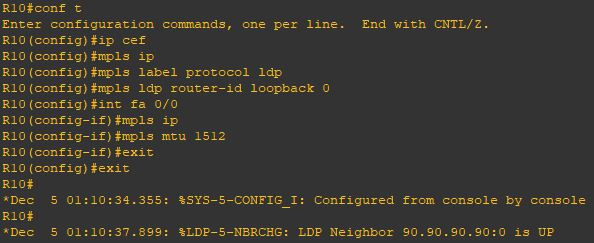 R10#conf t
Enter configuration commands, one per line.  End with CNTL/Z.
R10(config)#ip cef
R10(config)#mpls ip
R10(config)#mpls label protocol ldp
R10(config)#mpls ldp router-id loopback 0
R10(config)#int fa 0/0
R10(config-if)#mpls ip
R10(config-if)#mpls mtu 1512
R10(config-if)#exit
R10(config)#exit
R10#
*Dec  5 01:10:34.355: %SYS-5-CONFIG_I: Configured from console by console
R10#
*Dec  5 01:10:37.899: %LDP-5-NBRCHG: LDP Neighbor 90.90.90.90:0 is UP